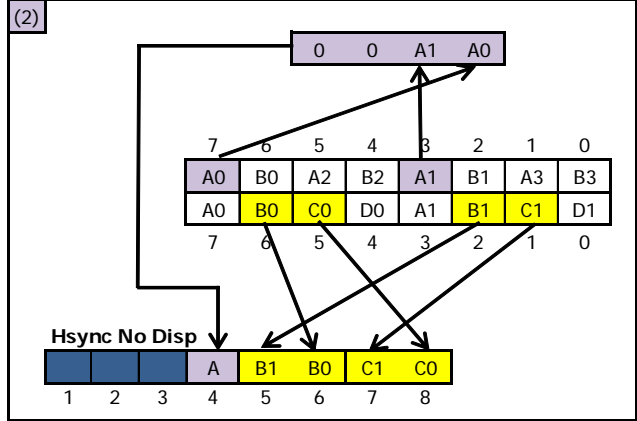 (2)
0 0 A1 A0
7 6 5 4 3 2 1 0
A0 B0 A2 B2 A1 B1 A3 B3
A0 B0 C0 D0 A1 B1 C1 D1
7 6 5 4 3 2 1 0
Hsync No Disp
A B1 B0 C1 C0
1 2 3 4 5 6 7 8